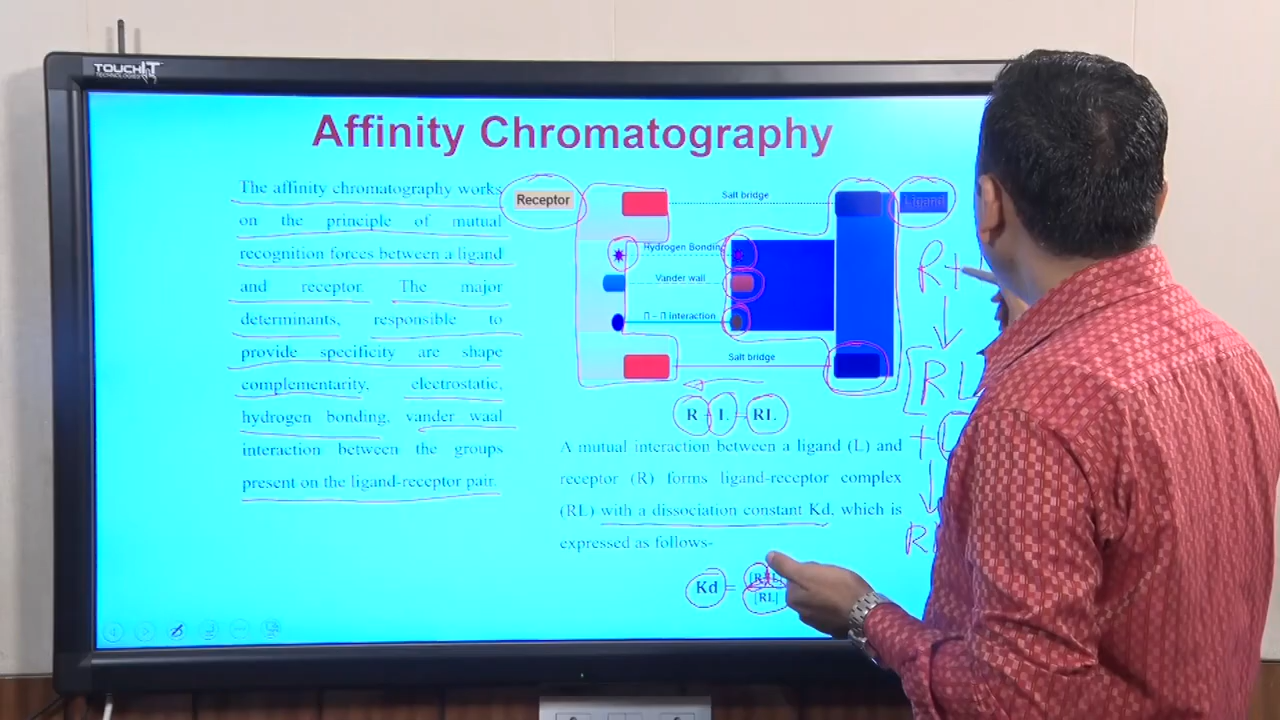 TOUCHIT
TECHNOLOGIES
Affinity Chromatography
The affinity chromatography works
on the principle of mutual
recognition forces between a ligand
and receptor. The major
determinants, responsible to
provide specificity are shape
complementarity, electrostatic,
hydrogen bonding, vander waal
interaction between the groups
present on the ligand-receptor pair.
Receptor
Salt bridge
Ligand
Hydrogen Bonding
Vander wall
Π – Π interaction
Salt bridge
R + L = RL
A mutual interaction between a ligand (L) and
receptor (R) forms ligand-receptor complex
(RL) with a dissociation constant Kd, which is
expressed as follows-
Kd =
[RL]
R+
RL
+
R